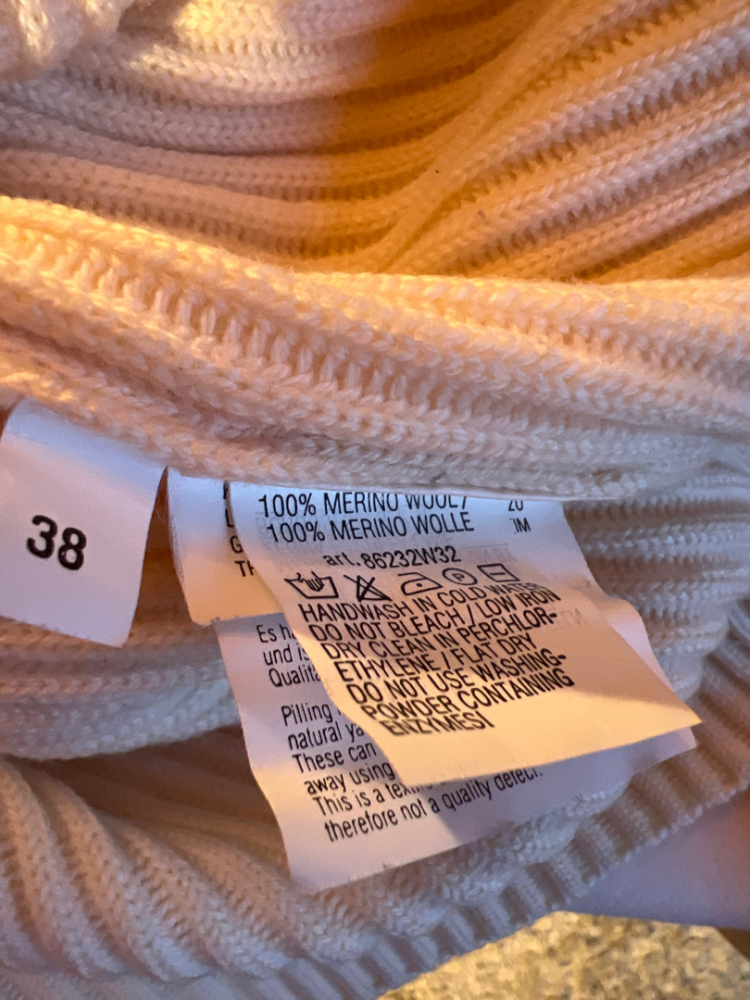 38
100% MERINO WOOL /
100% MERINO WOLLE
art. 86232W32
HANDWASH IN COLD WATER
DO NOT BLEACH / LOW IRON
DRY CLEAN IN PERCHLOR-
ETHYLENE / FLAT DRY
DO NOT USE WASHING-
POWDER CONTAINING
ENZYMES!
Es
und
Pilling
natural
These can
away using
This is a
therefore not a quality defect.